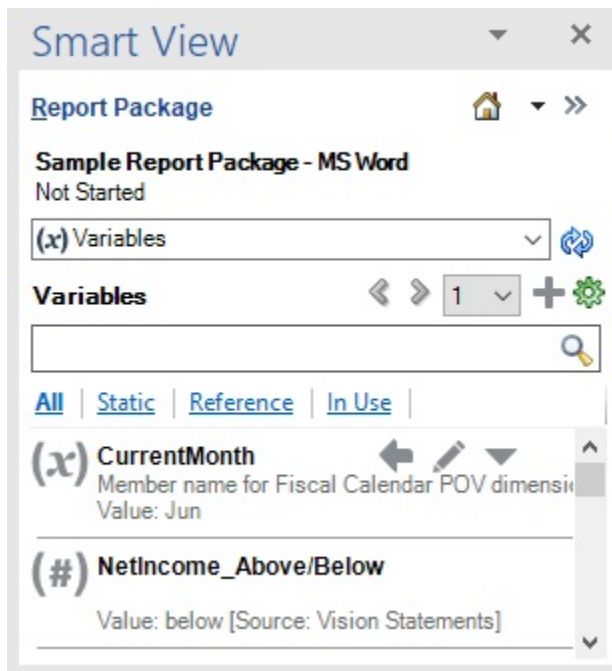 Smart View
Report Package
Sample Report Package - MS Word
Not Started
(x) Variables
Variables 1
All | Static | Reference | In Use |
(x) CurrentMonth
Member name for Fiscal Calendar POV dimensi
Value: Jun
(#) NetIncome_Above/Below
Value: below [Source: Vision Statements]